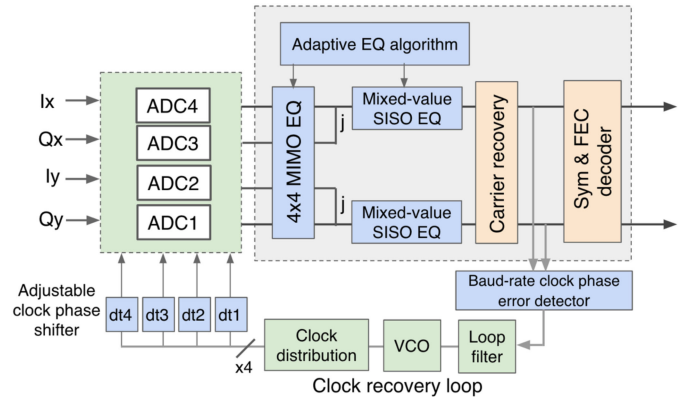 Adaptive EQ algorithm
Ix
Qx
Iy
Qy
ADC4
ADC3
ADC2
ADC1
4x4 MIMO EQ
j
j
Mixed-value
SISO EQ
Mixed-value
SISO EQ
Carrier recovery
Sym & FEC
decoder
Adjustable
clock phase
shifter
dt4
dt3
dt2
dt1
x4
Clock
distribution
VCO
Loop
filter
Baud-rate clock phase
error detector
Clock recovery loop